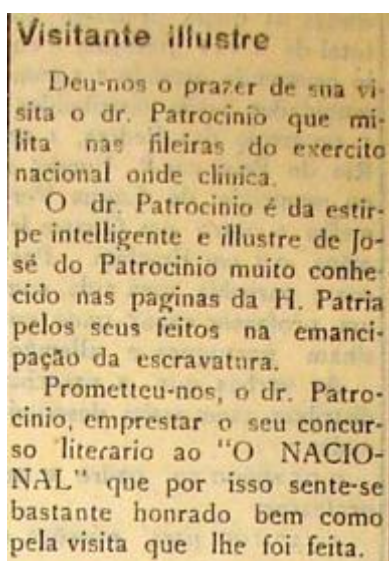 Visitante illustre
Deu-nos o prazer de sua vi-
sita o dr. Patrocinio que mi-
lita nas fileiras do exercito
nacional onde clinica.
O dr. Patrocinio é da estir-
pe intelligente e illustre de Jo-
sé do Patrocinio muito conhe-
cido nas paginas da H. Patria
pelos seus feitos na emanci-
pação da escravatura.
Prometteu-nos, o dr. Patro-
cinio, emprestar o seu concur-
so literario ao "O NACIO-
NAL" que por isso sente-se
bastante honrado bem como
pela visita que lhe foi feita.